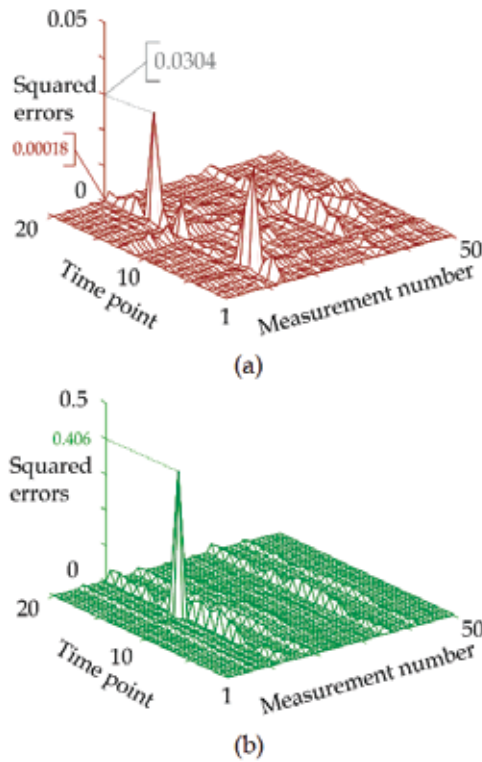 0.05
0.0304
Squared
errors
0.00018
0
20
10
1
Time point
Measurement number
50
(a)
0.5
0.406
Squared
errors
0
20
10
1
Time point
Measurement number
50
(b)